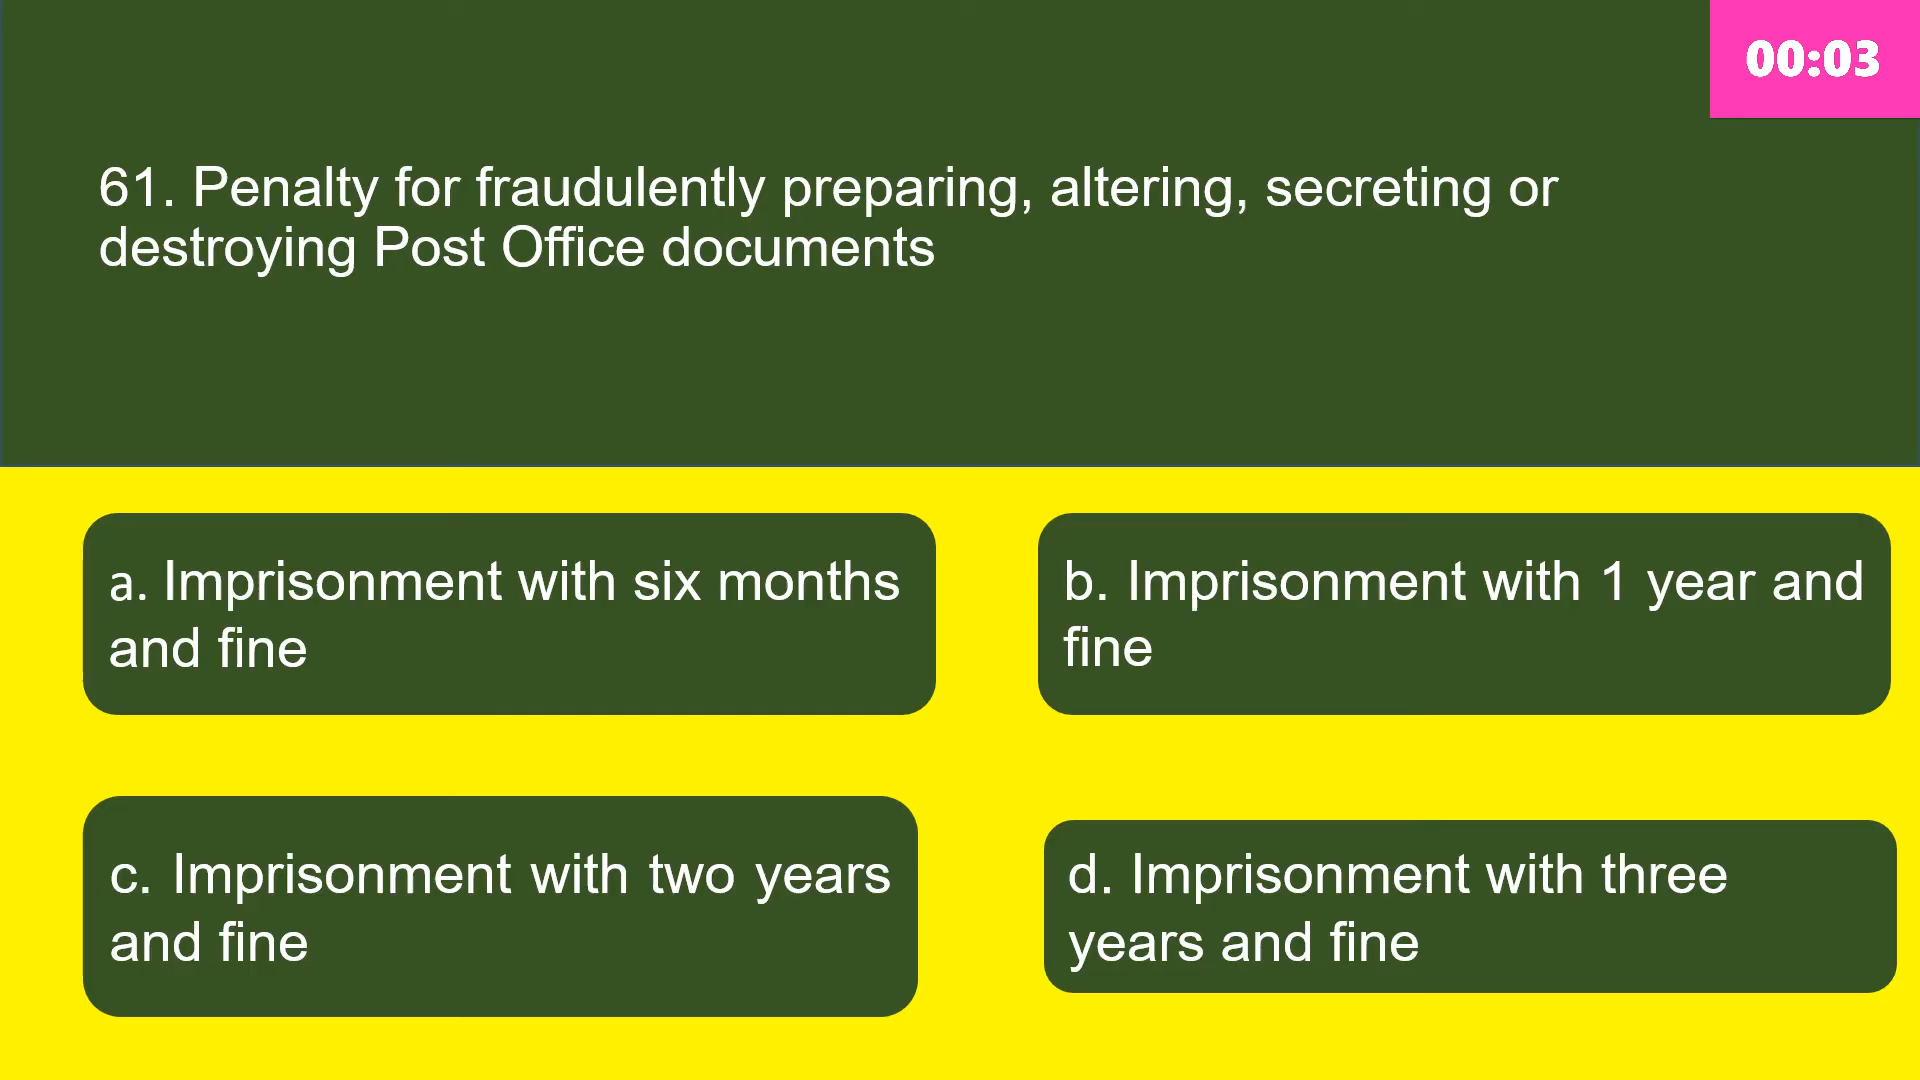 00:03
61. Penalty for fraudulently preparing, altering, secreting or
destroying Post Office documents
a. Imprisonment with six months
and fine
b. Imprisonment with 1 year and
fine
c. Imprisonment with two years
and fine
d. Imprisonment with three
years and fine